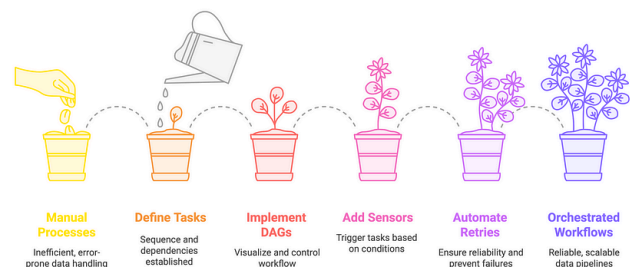 Manual
Processes
Inefficient, error-
prone data handling
Define Tasks
Sequence and
dependencies
established
Implement
DAGs
Visualize and control
workflow
Add Sensors
Trigger tasks based
on conditions
Automate
Retries
Ensure reliability and
prevent failures
Orchestrated
Workflows
Reliable, scalable
data pipelines